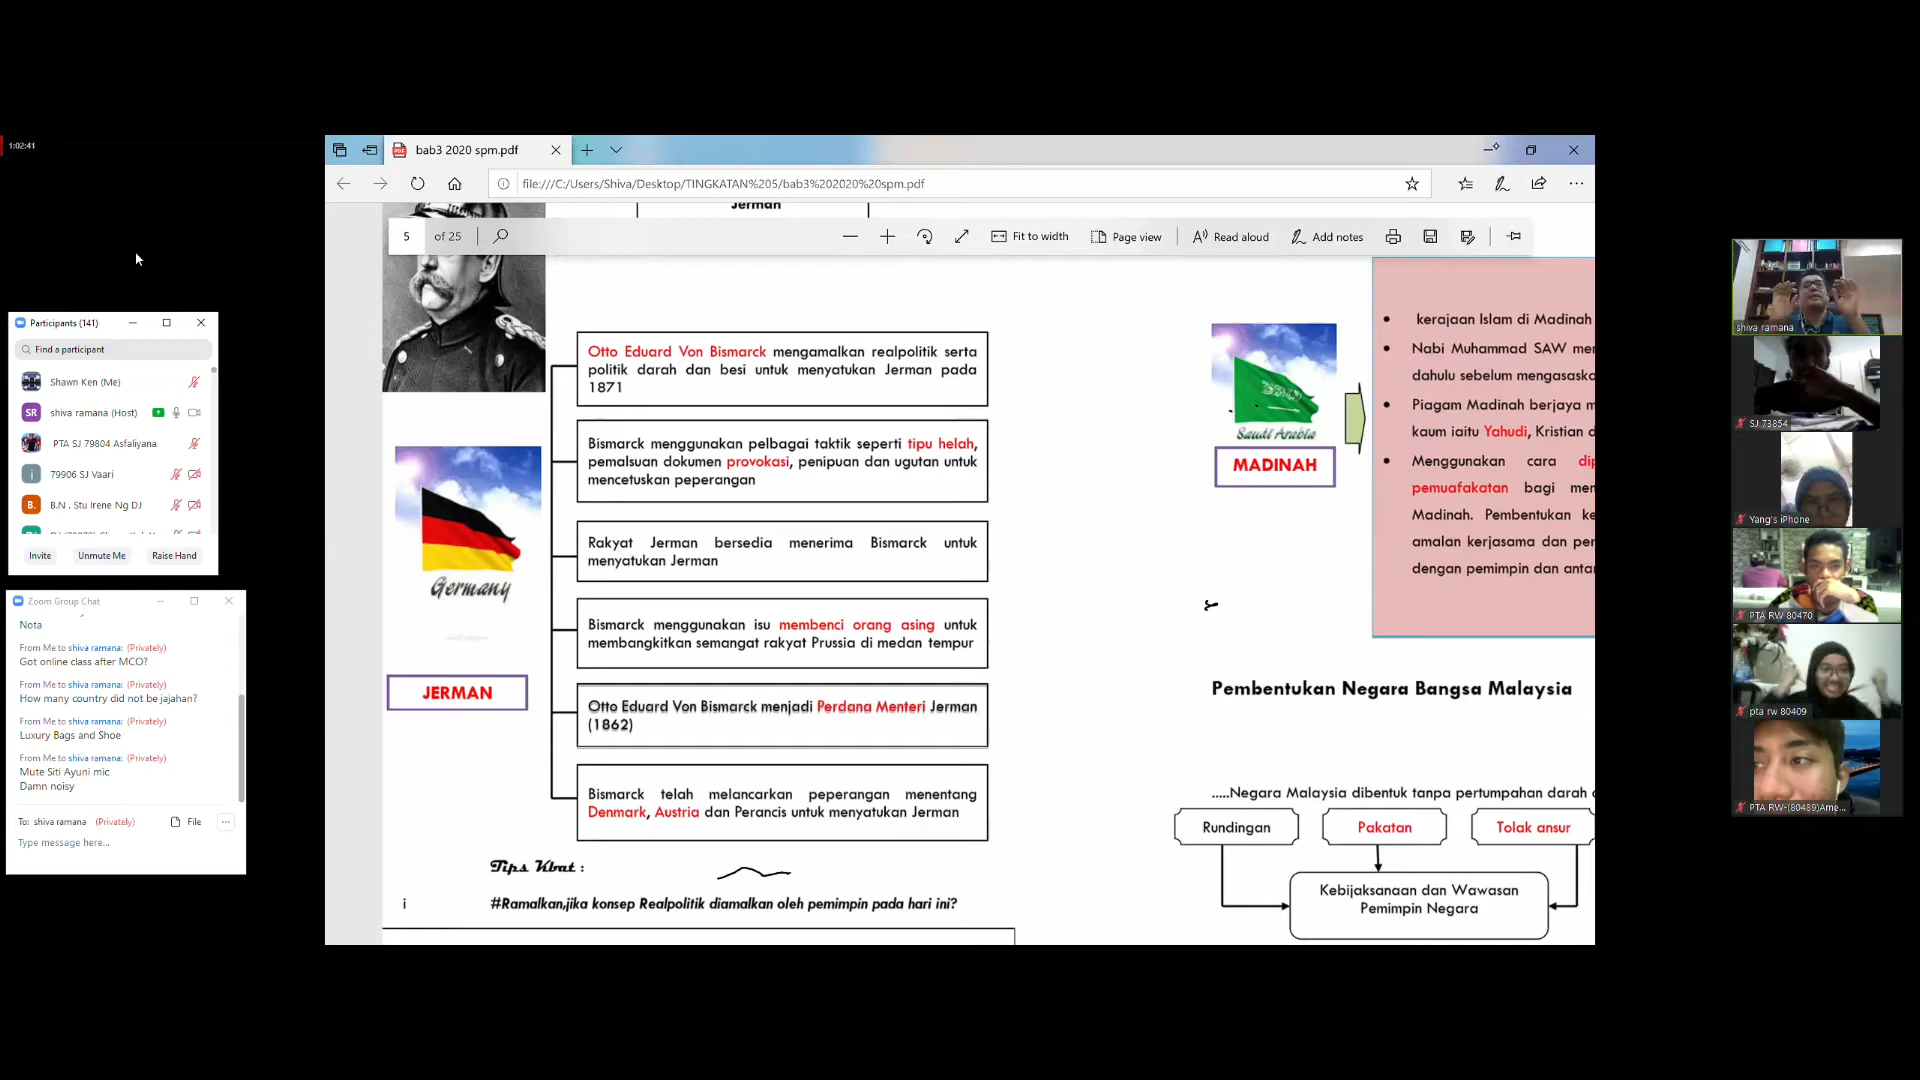 1:02:41
bab3 2020 spm.pdf
file:///C:/Users/Shiva/Desktop/TINGKATAN%205/bab3%202020%20spm.pdf
5 of 25
Fit to width
Page view
Read aloud
Add notes
Jerman
Otto Eduard Von Bismarck mengamalkan realpolitik serta
politik darah dan besi untuk menyatukan Jerman pada
1871
Bismarck menggunakan pelbagai taktik seperti tipu helah,
pemalsuan dokumen provokasi, penipuan dan ugutan untuk
mencetuskan peperangan
Rakyat Jerman bersedia menerima Bismarck untuk
menyatukan Jerman
Bismarck menggunakan isu membenci orang asing untuk
membangkitkan semangat rakyat Prussia di medan tempur
Otto Eduard Von Bismarck menjadi Perdana Menteri Jerman
(1862)
Bismarck telah melancarkan peperangan menentang
Denmark, Austria dan Perancis untuk menyatukan Jerman
Germany
JERMAN
Tips Kbat :
i
#Ramalkan,jika konsep Realpolitik diamalkan oleh pemimpin pada hari ini?
Saudi Arabia
MADINAH
kerajaan Islam di Madinah
Nabi Muhammad SAW
dahulu sebelum mengasaska
Piagam Madinah berjaya
kaum iaitu Yahudi, Kristian
Menggunakan cara
pemuafakatan bagi
Madinah. Pembentukan
amalan kerjasama dan
dengan pemimpin dan
Pembentukan Negara Bangsa Malaysia
.....Negara Malaysia dibentuk tanpa pertumpahan darah
Rundingan
Pakatan
Tolak ansur
Kebijaksanaan dan Wawasan
Pemimpin Negara
Participants (141)
Find a participant
Shawn Ken (Me)
SR shiva ramana (Host)
PTA SJ 79804 Asfaliyana
i 79906 SJ Vaari
B. B.N . Stu Irene Ng DJ
Invite
Unmute Me
Raise Hand
Zoom Group Chat
Nota
From Me to shiva ramana: (Privately)
Got online class after MCO?
From Me to shiva ramana: (Privately)
How many country did not be jajahan?
From Me to shiva ramana: (Privately)
Luxury Bags and Shoe
From Me to shiva ramana: (Privately)
Mute Siti Ayuni mic
Damn noisy
To: shiva ramana (Privately)
File
Type message here...
shiva ramana
SJ 73854
Yang's iPhone
PTA RW 80470
pta rw 80409
PTA RW-(80489)Ame...